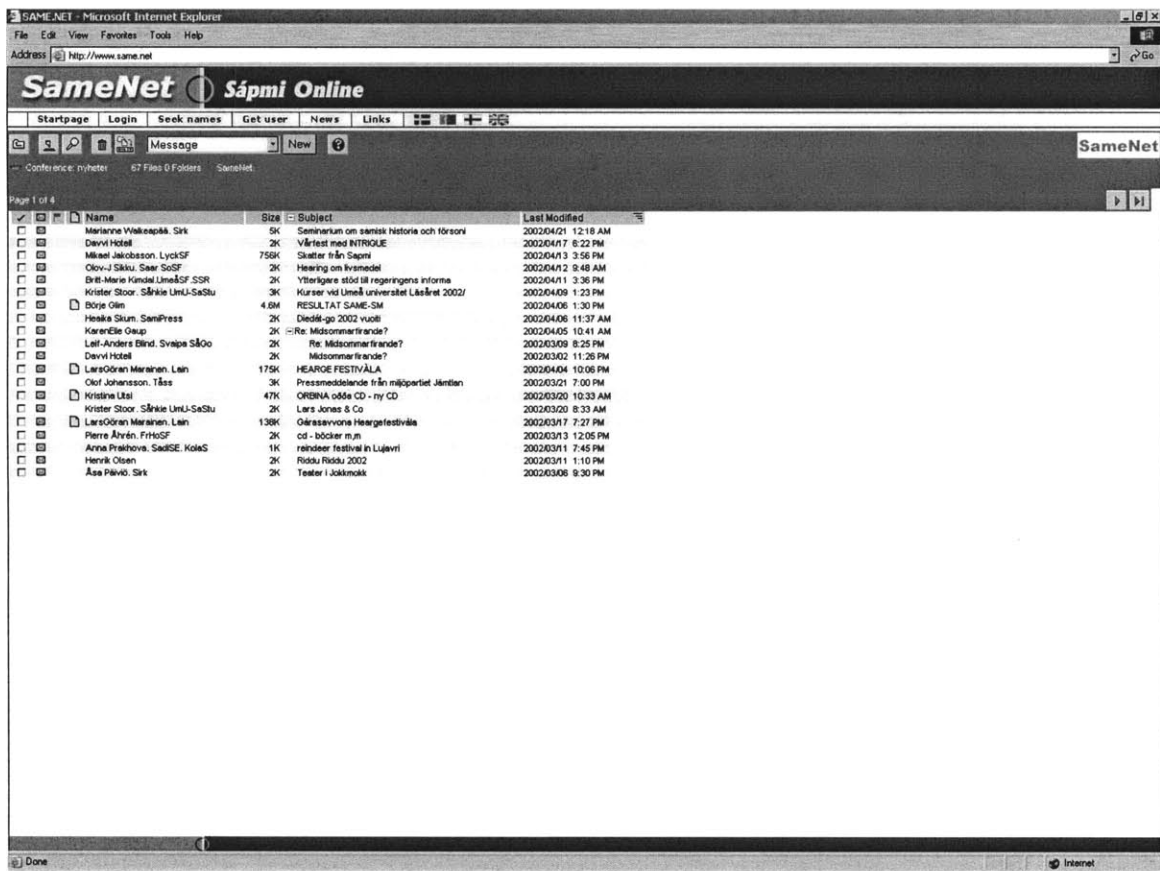 SAME.NET - Microsoft Internet Explorer
File Edit View Favorites Tools Help
Address http://www.same.net Go
SameNet Sápmi Online
Startpage Login Seek names Get user News Links
Message New SameNet
Conference: nyheter 67 Files 0 Folders SameNet:
Page 1 of 4
Name Size Subject Last Modified
Marianne Waikeapää. Sirk 5K Seminarium om samisk historia och försoni 2002/04/21 12:18 AM
Davvi Hotell 2K Vårfest med INTRIGUE 2002/04/17 6:22 PM
Mikael Jakobsson. LyckSF 756K Skatter från Sapmi 2002/04/13 3:56 PM
Olov-J Sikku. Saar SoSF 2K Hearing om livsmedel 2002/04/12 9:48 AM
Britt-Marie Kimdal.UmeåSF.SSR 2K Ytterligare stöd till regeringens informa 2002/04/11 3:36 PM
Krister Stoor. Såhkie UmU-SaStu 3K Kurser vid Umeå universitet Läsåret 2002/ 2002/04/09 1:23 PM
Börje Glim 4.6M RESULTAT SAME-SM 2002/04/06 1:30 PM
Heaika Skum. SamiPress 2K Diedát-go 2002 vuoiti 2002/04/06 11:37 AM
KarenElle Gaup 2K Re: Midsommarfirande? 2002/04/05 10:41 AM
Leif-Anders Blind. Svaipa SåGo 2K Re: Midsommarfirande? 2002/03/09 8:25 PM
Davvi Hotell 2K Midsommarfirande? 2002/03/02 11:26 PM
LarsGöran Marainen. Lain 175K HEARGE FESTIVÀLA 2002/04/04 10:06 PM
Olof Johansson. Tåss 3K Pressmeddelande från miljöpartiet Jämtlan 2002/03/21 7:00 PM
Kristina Utsi 47K ORBINA ođđa CD - ny CD 2002/03/20 10:33 AM
Krister Stoor. Såhkie UmU-SaStu 2K Lars Jonas & Co 2002/03/20 8:33 AM
LarsGöran Marainen. Lain 138K Gárasavvona Heargefestivála 2002/03/17 7:27 PM
Pierre Åhrén. FrHoSF 2K cd - böcker m,m 2002/03/13 12:05 PM
Anna Prakhova. SadlSE. KolaS 1K reindeer festival in Lujavri 2002/03/11 7:45 PM
Henrik Olsen 2K Riddu Riddu 2002 2002/03/11 1:10 PM
Åsa Päiviö. Sirk 2K Teater i Jokkmokk 2002/03/06 9:30 PM
Done Internet